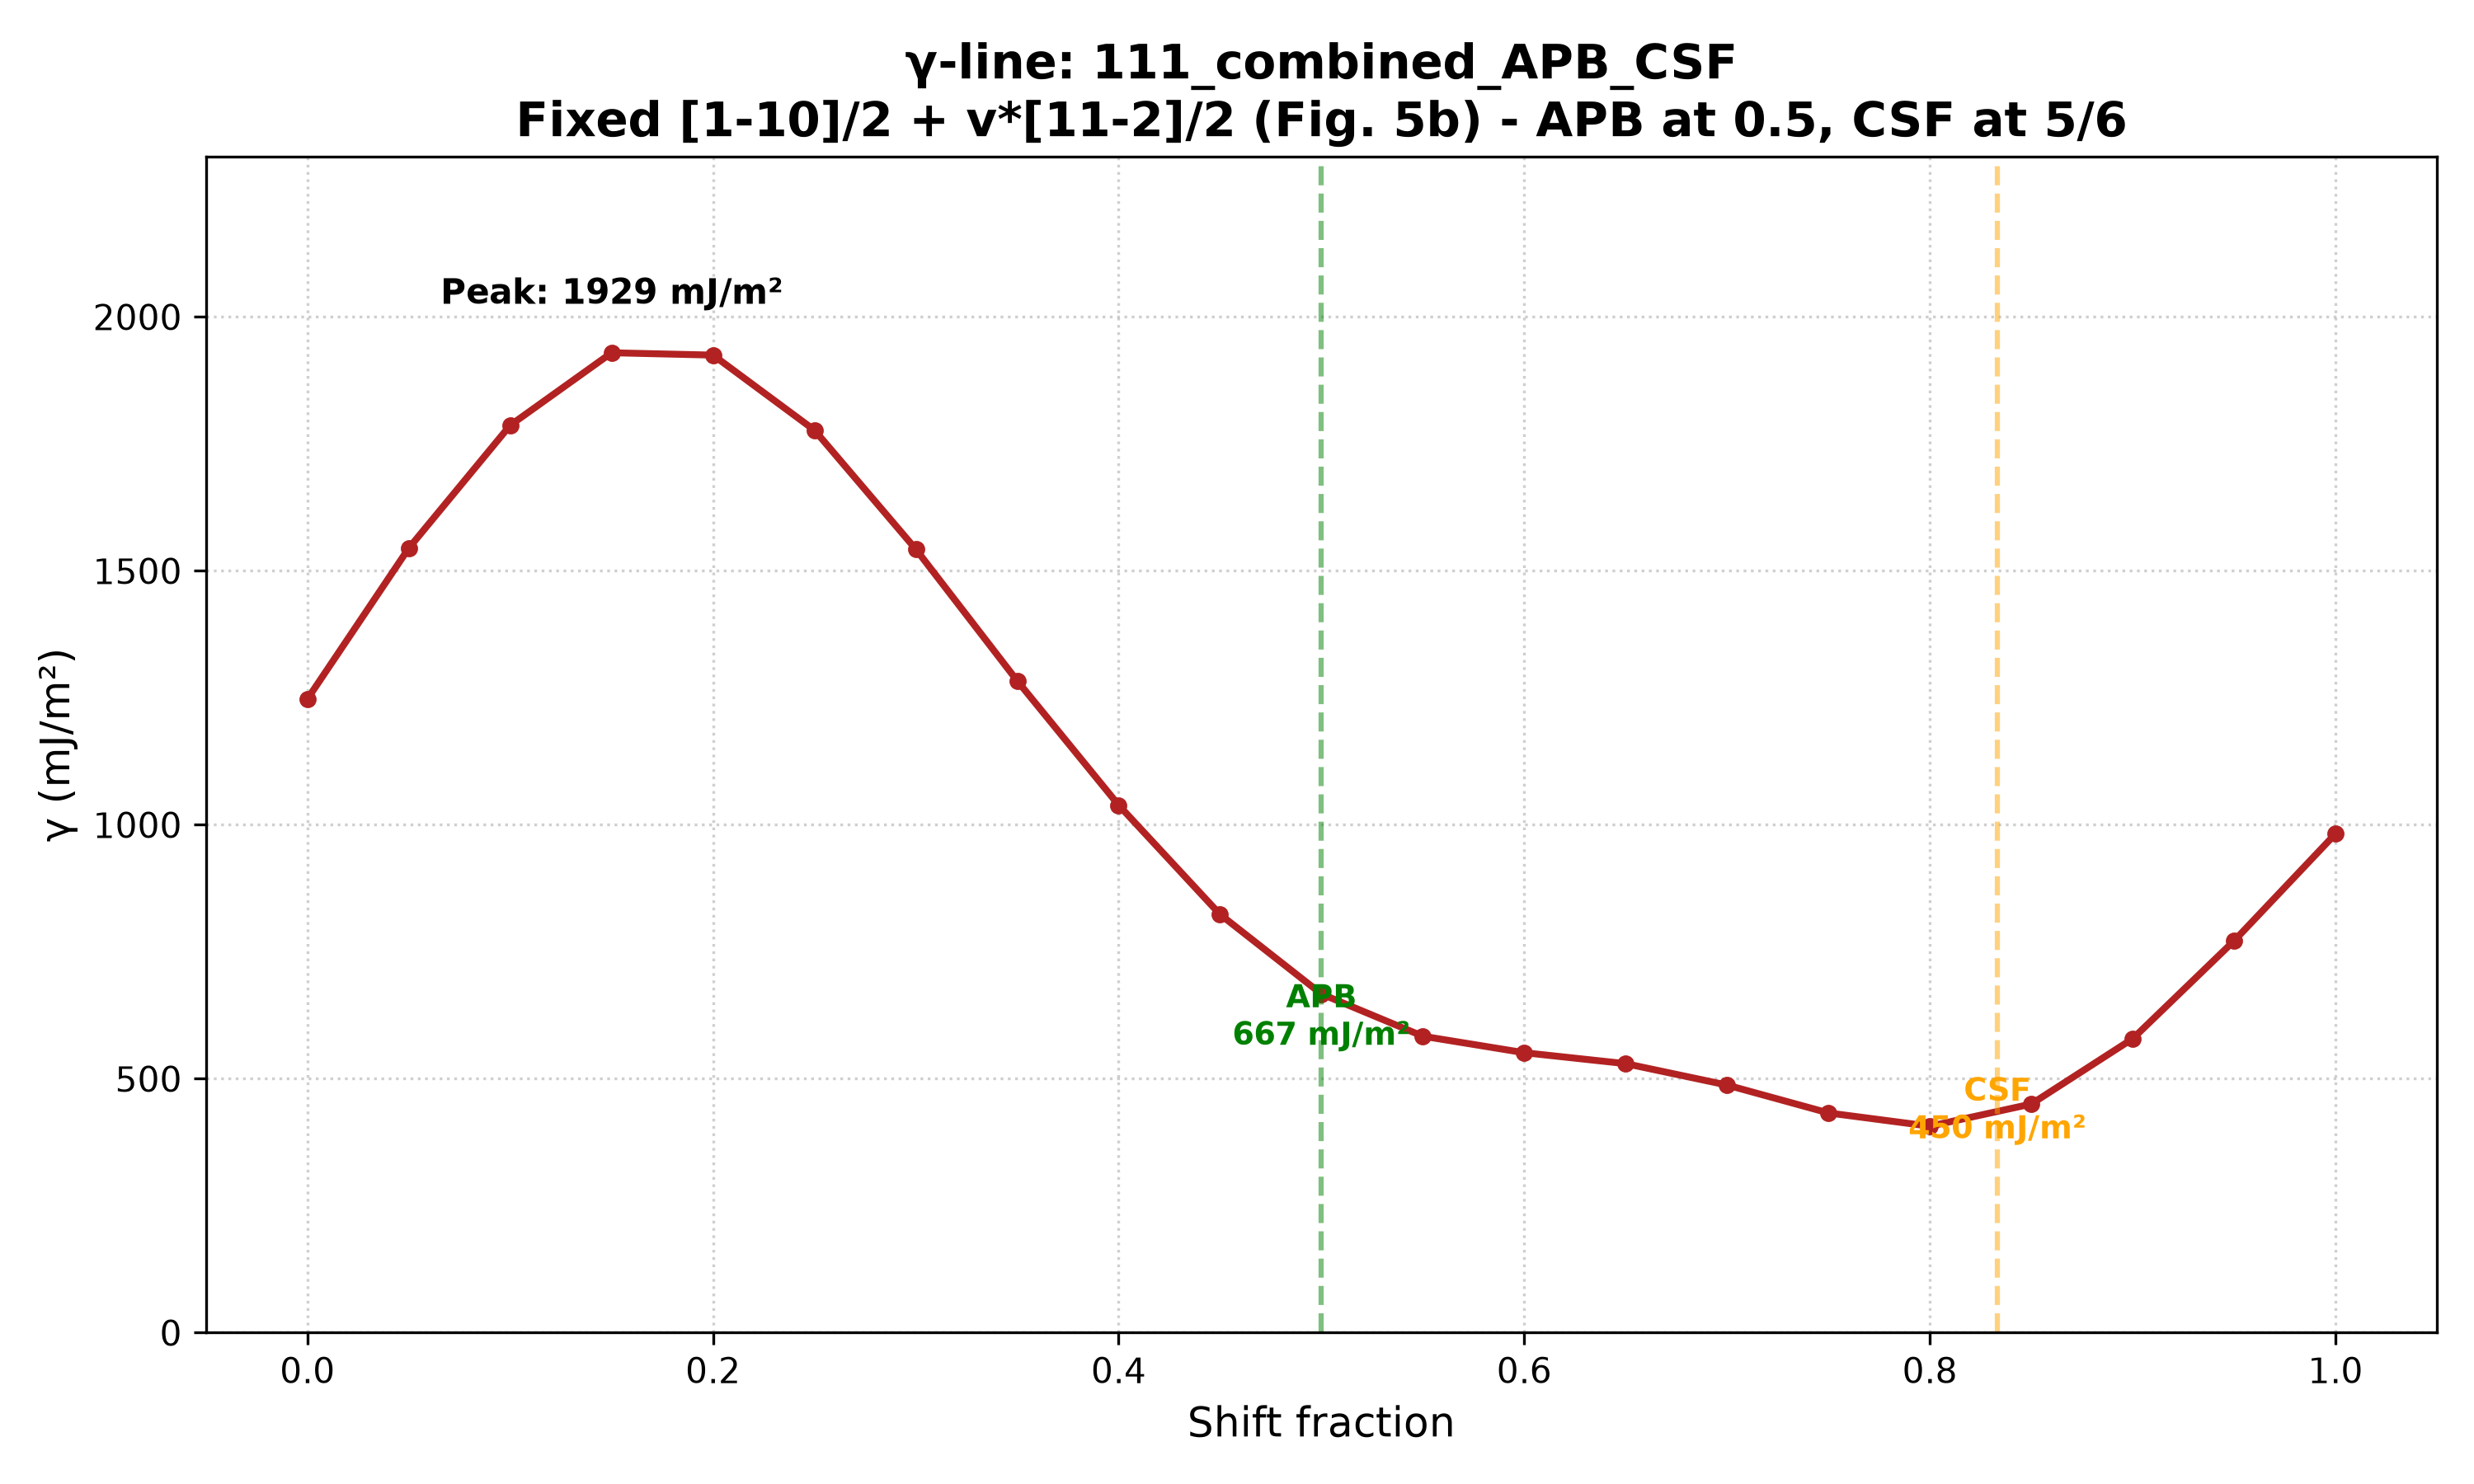 γ-line: 111_combined_APB_CSF
Fixed [1-10]/2 + v*[11-2]/2 (Fig. 5b) - APB at 0.5, CSF at 5/6
Peak: 1929 mJ/m²
2000
1500
1000
500
0
γ (mJ/m²)
APB
667 mJ/m²
CSF
450 mJ/m²
0.0
0.2
0.4
0.6
0.8
1.0
Shift fraction